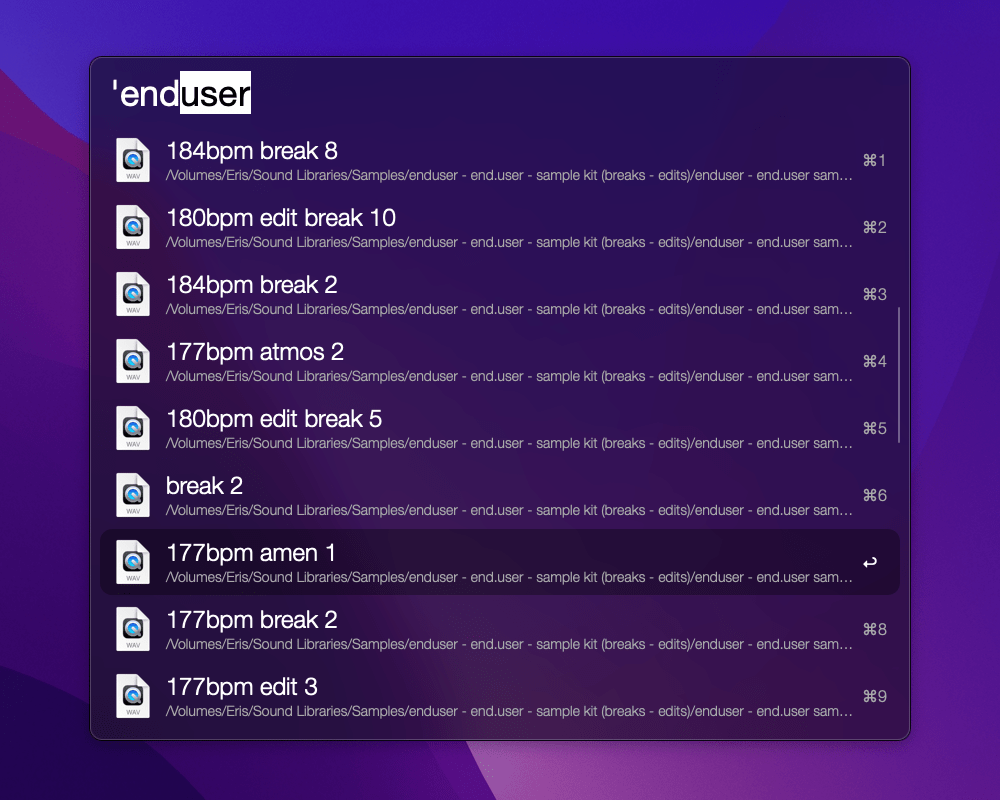 'enduser
184bpm break 8
/Volumes/Eris/Sound Libraries/Samples/enduser - end.user - sample kit (breaks - edits)/enduser - end.user sam…
⌘1
WAV
180bpm edit break 10
/Volumes/Eris/Sound Libraries/Samples/enduser - end.user - sample kit (breaks - edits)/enduser - end.user sam…
⌘2
WAV
184bpm break 2
/Volumes/Eris/Sound Libraries/Samples/enduser - end.user - sample kit (breaks - edits)/enduser - end.user sam…
⌘3
WAV
177bpm atmos 2
/Volumes/Eris/Sound Libraries/Samples/enduser - end.user - sample kit (breaks - edits)/enduser - end.user sam…
⌘4
WAV
180bpm edit break 5
/Volumes/Eris/Sound Libraries/Samples/enduser - end.user - sample kit (breaks - edits)/enduser - end.user sam…
⌘5
WAV
break 2
/Volumes/Eris/Sound Libraries/Samples/enduser - end.user - sample kit (breaks - edits)/enduser - end.user sam…
⌘6
WAV
177bpm amen 1
/Volumes/Eris/Sound Libraries/Samples/enduser - end.user - sample kit (breaks - edits)/enduser - end.user sam…
↩
WAV
177bpm break 2
/Volumes/Eris/Sound Libraries/Samples/enduser - end.user - sample kit (breaks - edits)/enduser - end.user sam…
⌘8
WAV
177bpm edit 3
/Volumes/Eris/Sound Libraries/Samples/enduser - end.user - sample kit (breaks - edits)/enduser - end.user sam…
⌘9
WAV